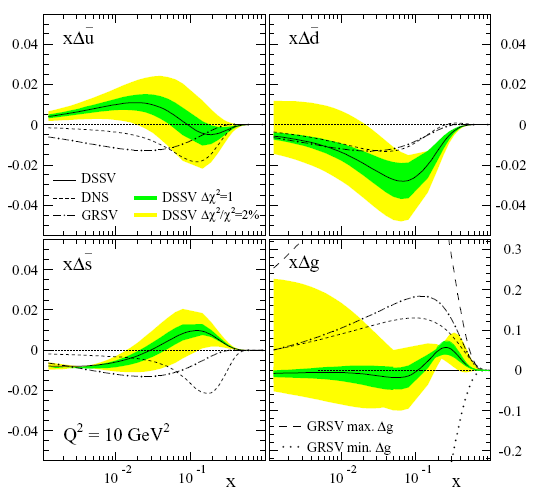 xΔū
xΔd̄
0.04
0.04
0.02
0.02
0
0
-0.02
-0.02
-0.04
-0.04
DSSV
DNS
GRSV
DSSV Δχ²=1
DSSV Δχ²/χ²=2%
xΔs̄
xΔg
0.04
0.3
0.02
0.2
0.1
0
0
-0.02
-0.1
-0.04
-0.2
Q² = 10 GeV²
GRSV max. Δg
GRSV min. Δg
10⁻² 10⁻¹ x
10⁻² 10⁻¹ x